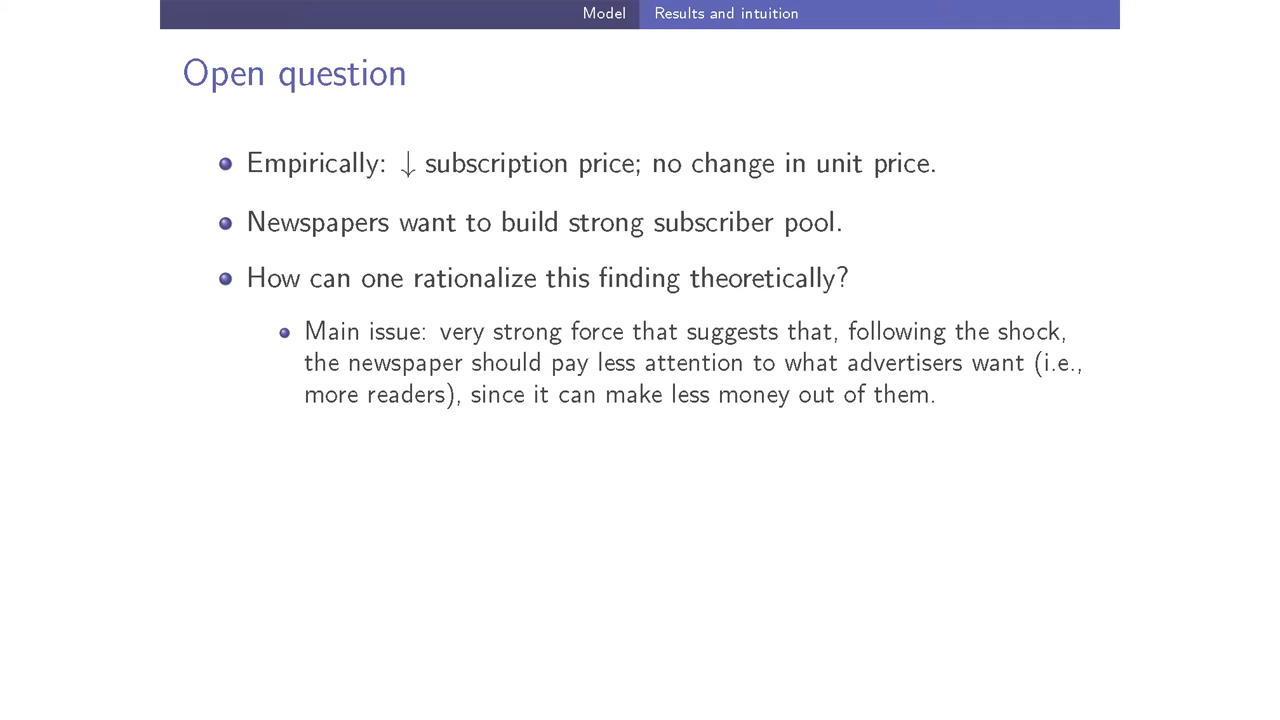 Model
Results and intuition
Open question
Empirically: ↓ subscription price; no change in unit price.
Newspapers want to build strong subscriber pool.
How can one rationalize this finding theoretically?
Main issue: very strong force that suggests that, following the shock,
the newspaper should pay less attention to what advertisers want (i.e.,
more readers), since it can make less money out of them.